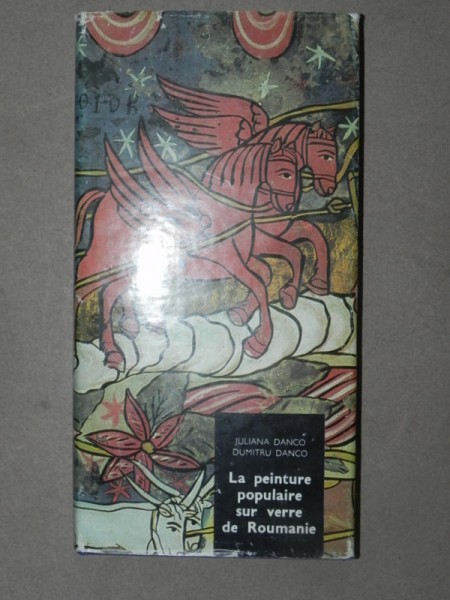 JULIANA DANCO
DUMITRU DANCO
La peinture
populaire
sur verre
de Roumanie